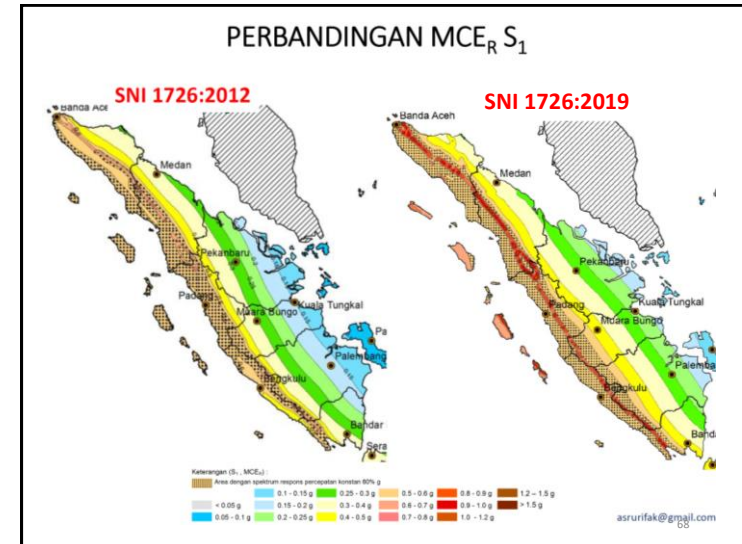 PERBANDINGAN MCER S1
SNI 1726:2012
SNI 1726:2019
Banda Aceh
Medan
Pekanbaru
Padang
Muara Bungo
Kuala Tungkal
Pa
Palembang
Bengkulu
Bandar
Sera
Banda Aceh
Medan
Pekanbaru
Kuala Tungkal
Padang
Muara Bungo
Palemba
Bengkulu
Banda
Keterangan (S1 , MCER) :
Area dengan spektrum respons percepatan konstan 60% g
< 0.05 g
0.05 - 0.1 g
0.1 - 0.15 g
0.15 - 0.2 g
0.2 - 0.25 g
0.25 - 0.3 g
0.3 - 0.4 g
0.4 - 0.5 g
0.5 - 0.6 g
0.6 - 0.7 g
0.7 - 0.8 g
0.8 - 0.9 g
0.9 - 1.0 g
1.0 - 1.2 g
1.2 – 1.5 g
> 1.5 g
asrurifak@gmail.com
68